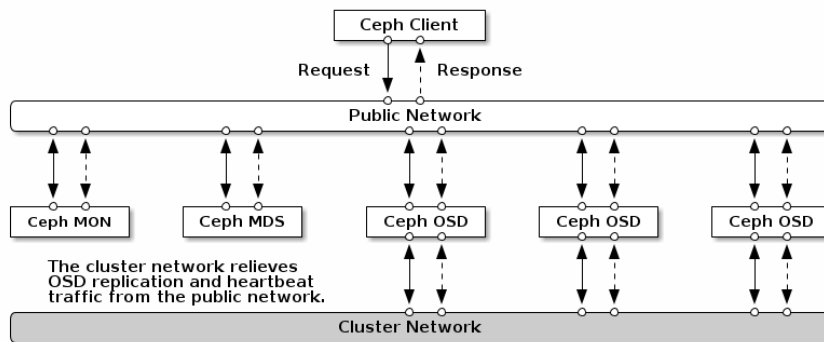 Ceph Client
Request
Response
Public Network
Ceph MON
Ceph MDS
Ceph OSD
Ceph OSD
Ceph OSD
The cluster network relieves
OSD replication and heartbeat
traffic from the public network.
Cluster Network